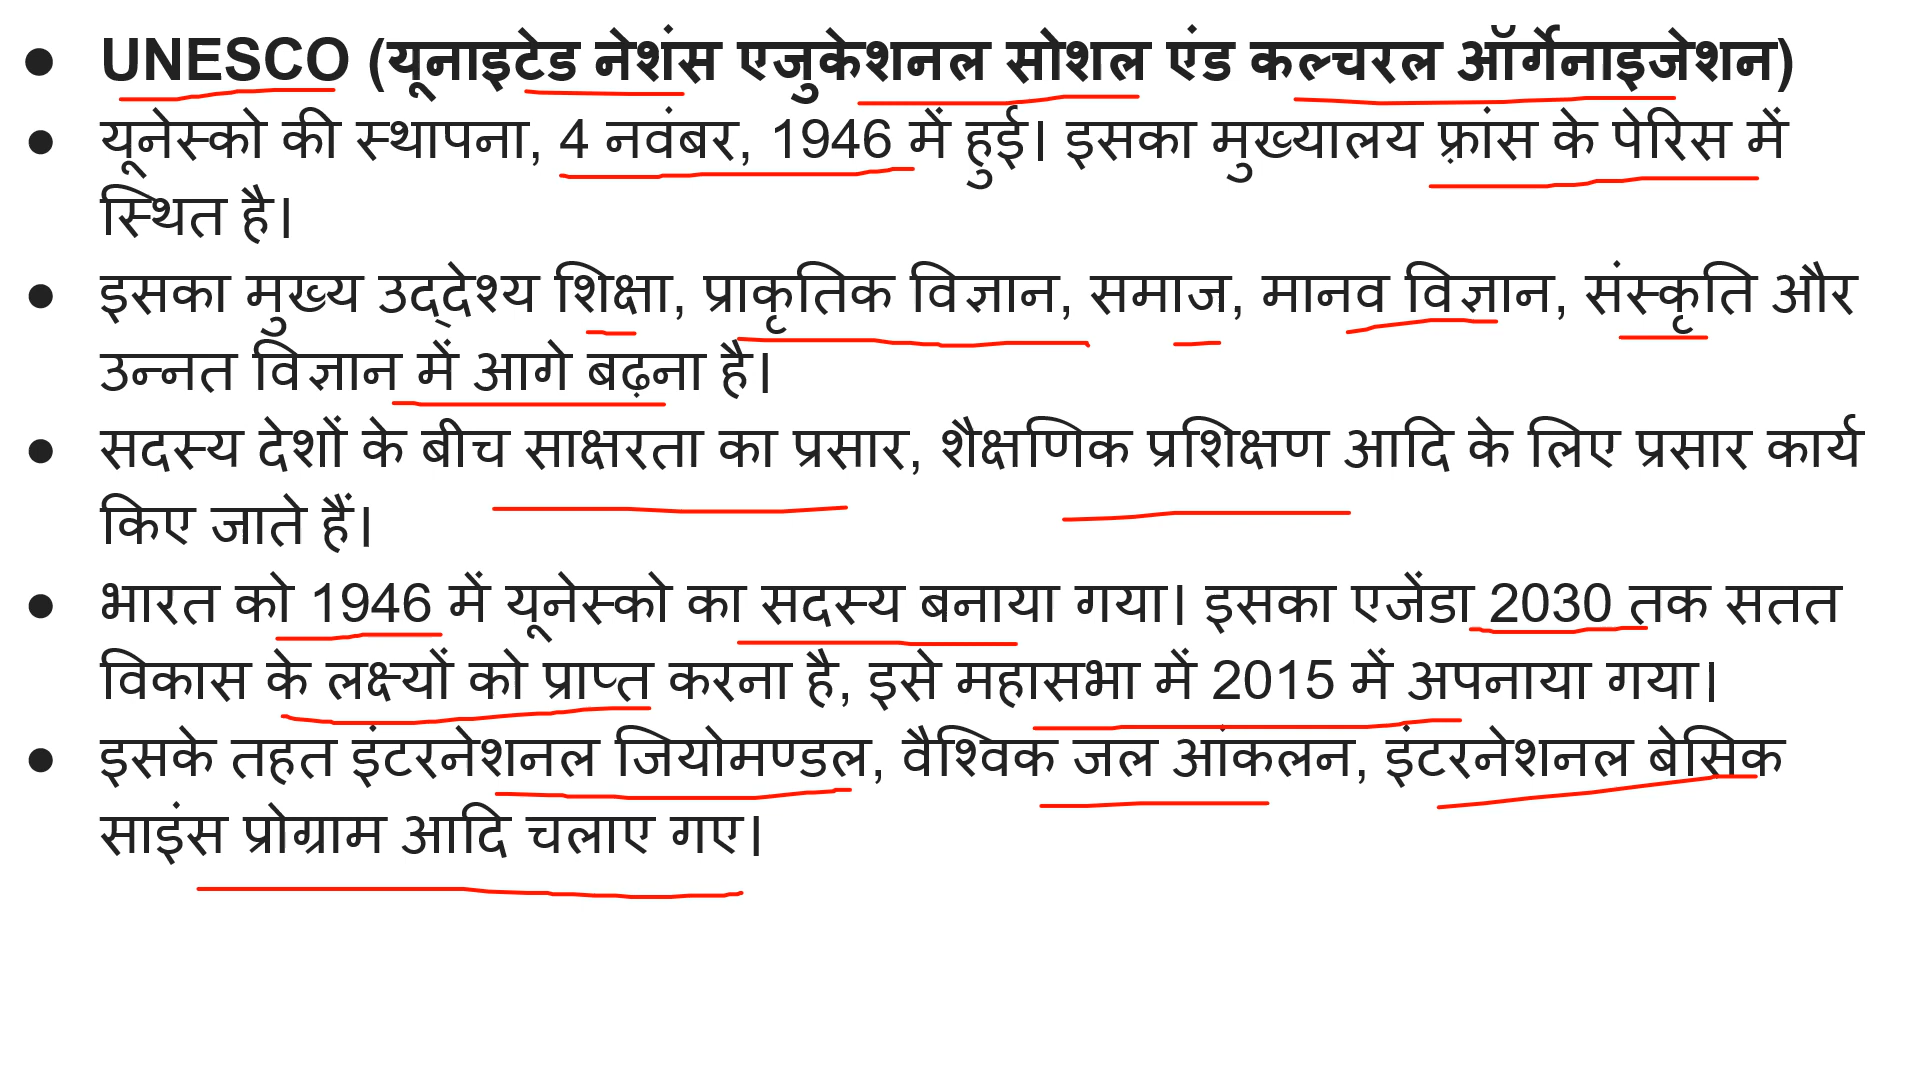 ● UNESCO (यूनाइटेड नेशंस एजुकेशनल सोशल एंड कल्चरल ऑर्गेनाइजेशन)
● यूनेस्को की स्थापना, 4 नवंबर, 1946 में हुई। इसका मुख्यालय फ़्रांस के पेरिस में
स्थित है।
● इसका मुख्य उद्देश्य शिक्षा, प्राकृतिक विज्ञान, समाज, मानव विज्ञान, संस्कृति और
उन्नत विज्ञान में आगे बढ़ना है।
● सदस्य देशों के बीच साक्षरता का प्रसार, शैक्षणिक प्रशिक्षण आदि के लिए प्रसार कार्य
किए जाते हैं।
● भारत को 1946 में यूनेस्को का सदस्य बनाया गया। इसका एजेंडा 2030 तक सतत
विकास के लक्ष्यों को प्राप्त करना है, इसे महासभा में 2015 में अपनाया गया।
● इसके तहत इंटरनेशनल जियोमण्डल, वैश्विक जल आंकलन, इंटरनेशनल बेसिक
साइंस प्रोग्राम आदि चलाए गए।